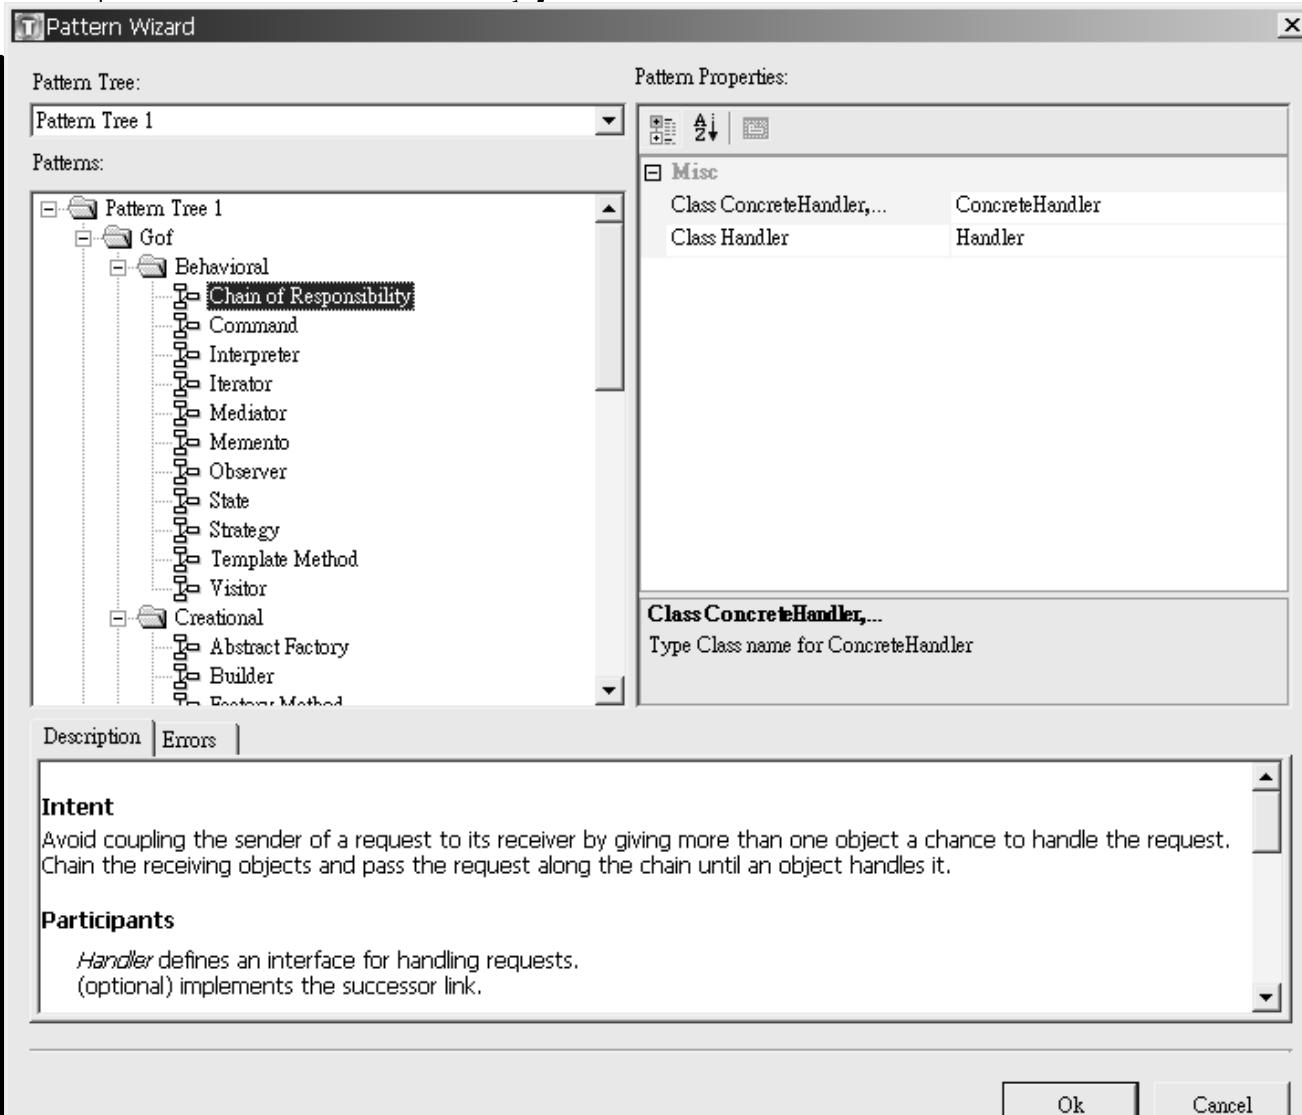 Pattern Wizard
Pattern Tree:
Pattern Tree 1
Patterns:
Pattern Tree 1
Gof
Behavioral
Chain of Responsibility
Command
Interpreter
Iterator
Mediator
Memento
Observer
State
Strategy
Template Method
Visitor
Creational
Abstract Factory
Builder
Factory Method
Pattern Properties:
Misc
Class ConcreteHandler,... ConcreteHandler
Class Handler Handler
Class ConcreteHandler,...
Type Class name for ConcreteHandler
Description Errors
Intent
Avoid coupling the sender of a request to its receiver by giving more than one object a chance to handle the request.
Chain the receiving objects and pass the request along the chain until an object handles it.
Participants
Handler defines an interface for handling requests.
(optional) implements the successor link.
Ok Cancel